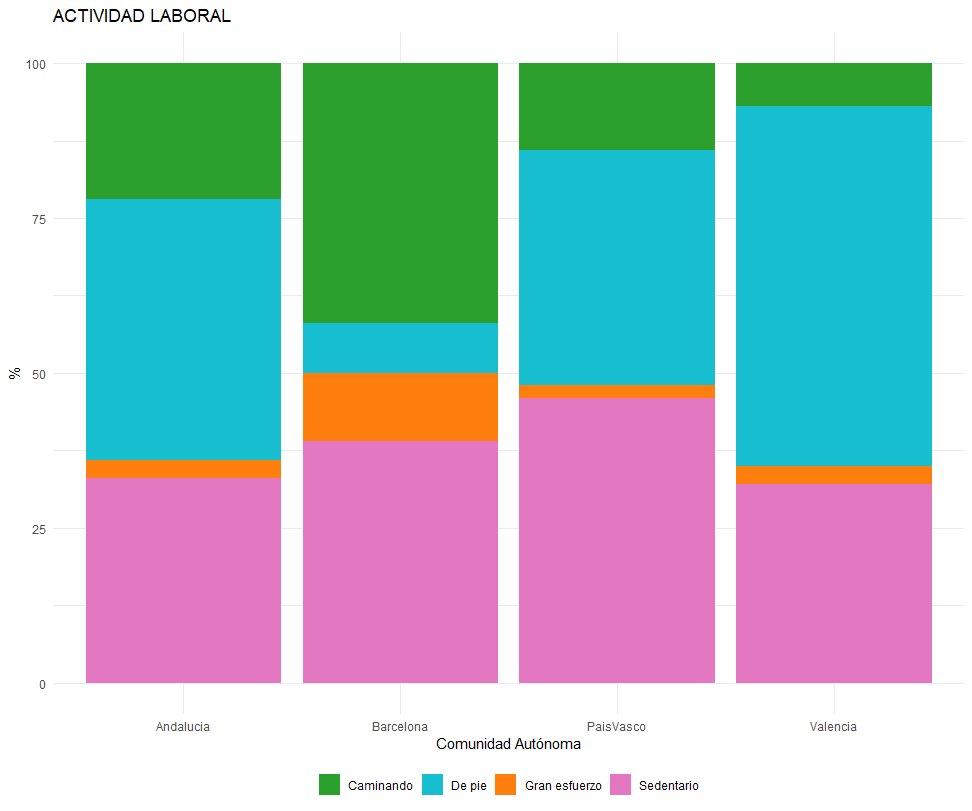 ACTIVIDAD LABORAL
100
75
50
25
0
%
Andalucia Barcelona PaisVasco Valencia
Comunidad Autónoma
Caminando De pie Gran esfuerzo Sedentario